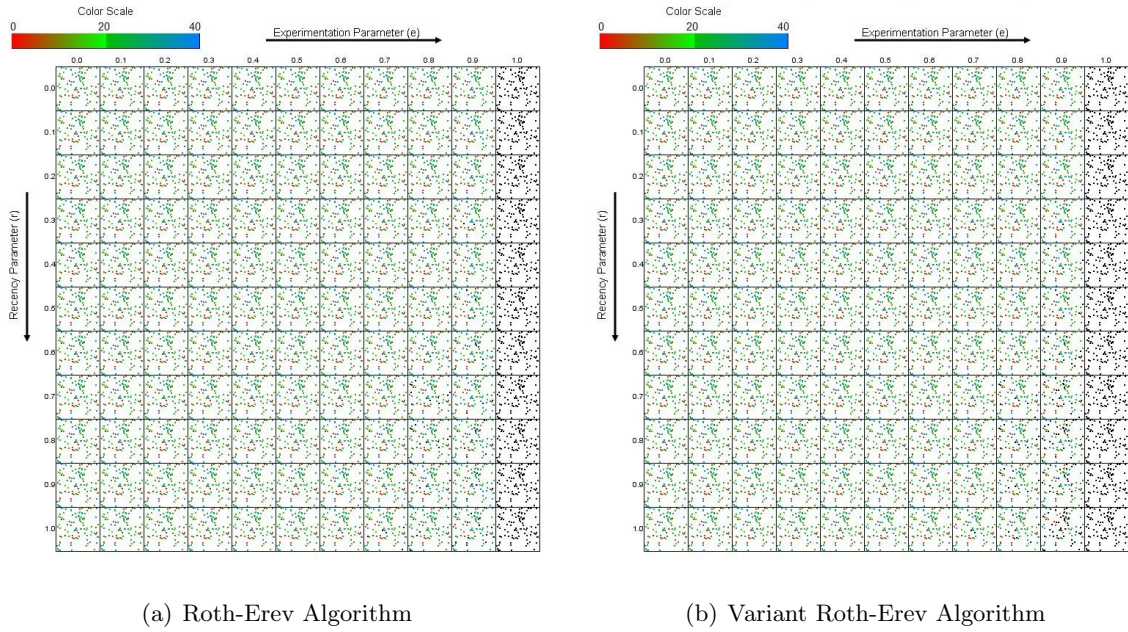 Color Scale
0 20 40
Experimentation Parameter (e)
0.0 0.1 0.2 0.3 0.4 0.5 0.6 0.7 0.8 0.9 1.0
Recency Parameter (r)
0.0
0.1
0.2
0.3
0.4
0.5
0.6
0.7
0.8
0.9
1.0
(a) Roth-Erev Algorithm
Color Scale
0 20 40
Experimentation Parameter (e)
0.0 0.1 0.2 0.3 0.4 0.5 0.6 0.7 0.8 0.9 1.0
Recency Parameter (r)
0.0
0.1
0.2
0.3
0.4
0.5
0.6
0.7
0.8
0.9
1.0
(b) Variant Roth-Erev Algorithm